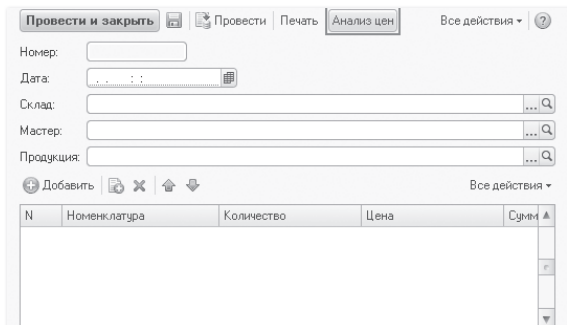 Провести и закрыть Провести Печать Анализ цен Все действия ?
Номер:
Дата: . . : :
Склад: ...
Мастер: ...
Продукция: ...
Добавить Все действия
N Номенклатура Количество Цена Сумм